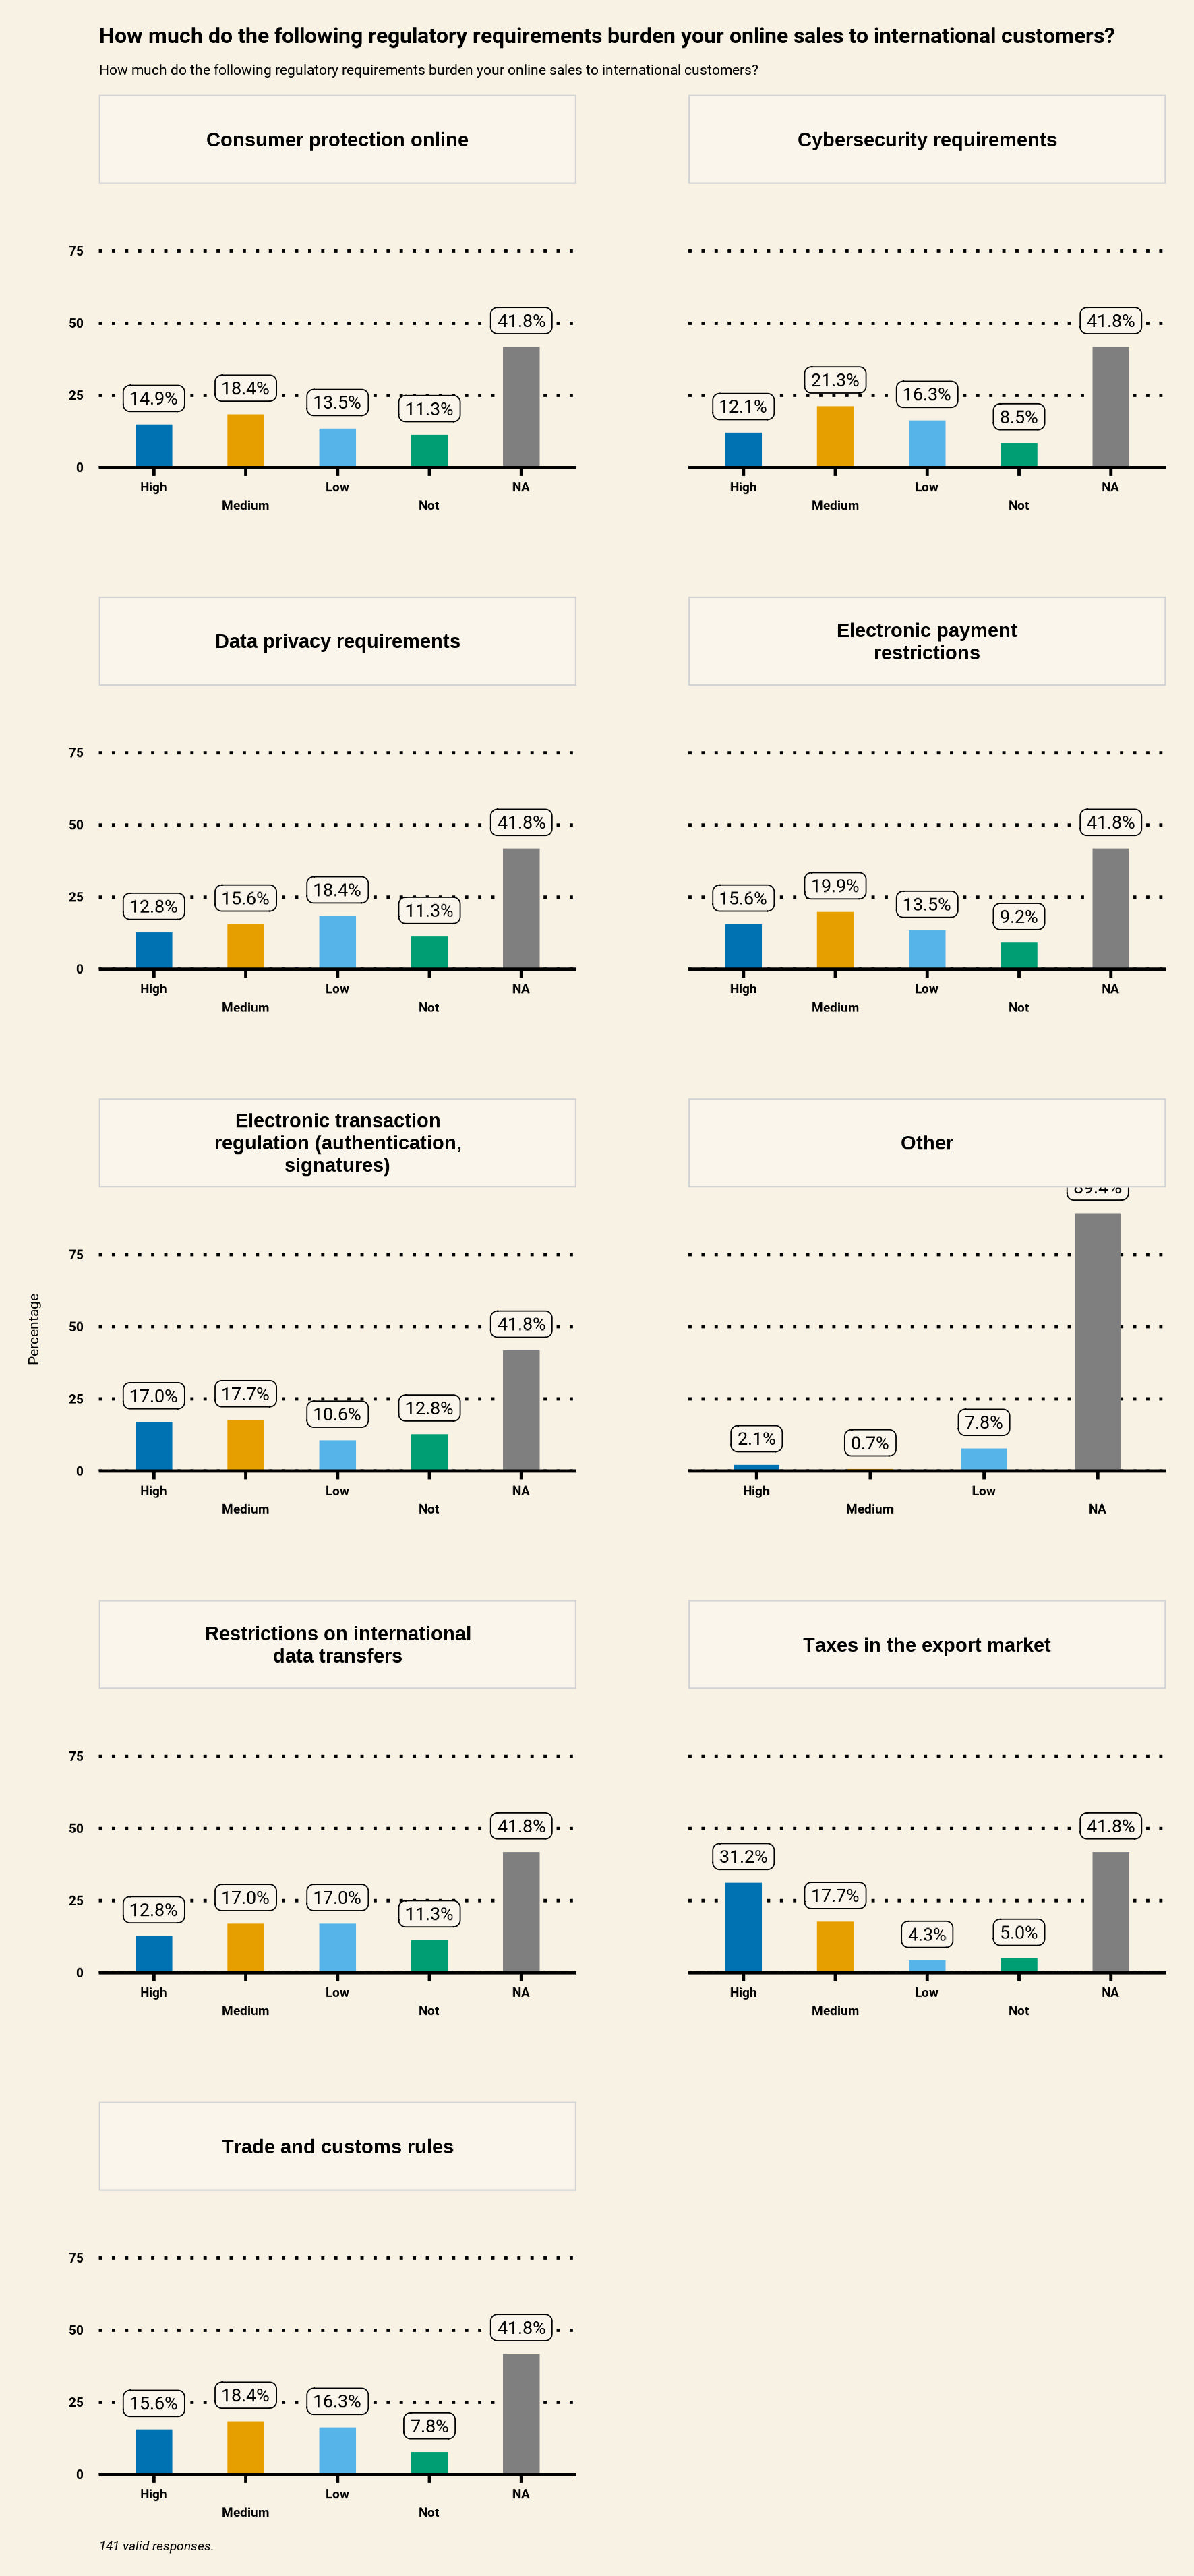 How much do the following regulatory requirements burden your online sales to international customers?
How much do the following regulatory requirements burden your online sales to international customers?
Consumer protection online
75
50
25
0
14.9%
18.4%
13.5%
11.3%
41.8%
High
Medium
Low
Not
NA
Cybersecurity requirements
12.1%
21.3%
16.3%
8.5%
41.8%
High
Medium
Low
Not
NA
Data privacy requirements
75
50
25
0
12.8%
15.6%
18.4%
11.3%
41.8%
High
Medium
Low
Not
NA
Electronic payment
restrictions
15.6%
19.9%
13.5%
9.2%
41.8%
High
Medium
Low
Not
NA
Electronic transaction
regulation (authentication,
signatures)
Percentage
75
50
25
0
17.0%
17.7%
10.6%
12.8%
41.8%
High
Medium
Low
Not
NA
Other
2.1%
0.7%
7.8%
89.4%
High
Medium
Low
NA
Restrictions on international
data transfers
75
50
25
0
12.8%
17.0%
17.0%
11.3%
41.8%
High
Medium
Low
Not
NA
Taxes in the export market
31.2%
17.7%
4.3%
5.0%
41.8%
High
Medium
Low
Not
NA
Trade and customs rules
75
50
25
0
15.6%
18.4%
16.3%
7.8%
41.8%
High
Medium
Low
Not
NA
141 valid responses.